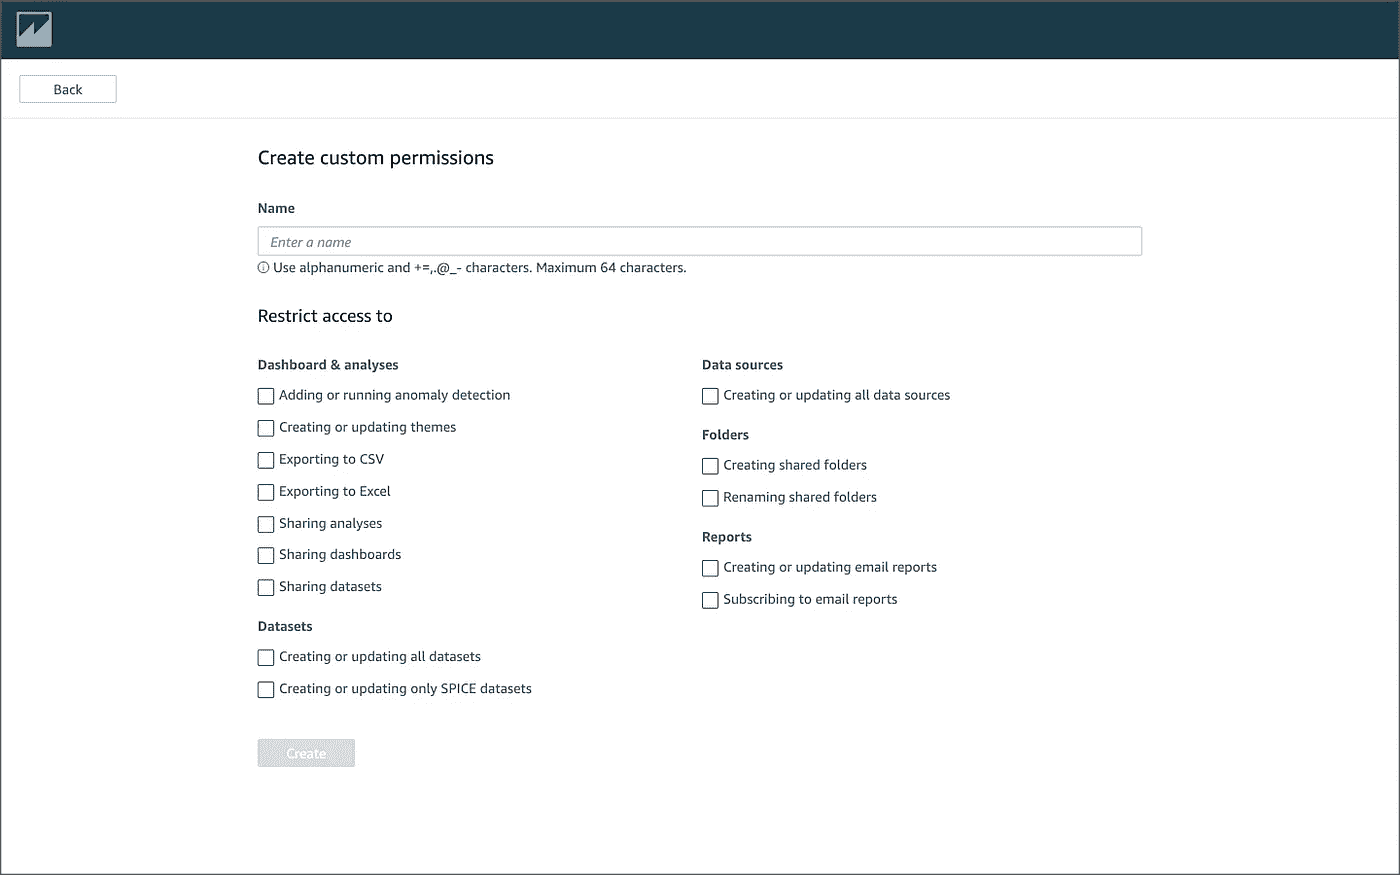 Back
Create custom permissions
Name
Enter a name
Use alphanumeric and +=,.@_- characters. Maximum 64 characters.
Restrict access to
Dashboard & analyses
Adding or running anomaly detection
Creating or updating themes
Exporting to CSV
Exporting to Excel
Sharing analyses
Sharing dashboards
Sharing datasets
Datasets
Creating or updating all datasets
Creating or updating only SPICE datasets
Data sources
Creating or updating all data sources
Folders
Creating shared folders
Renaming shared folders
Reports
Creating or updating email reports
Subscribing to email reports
Create